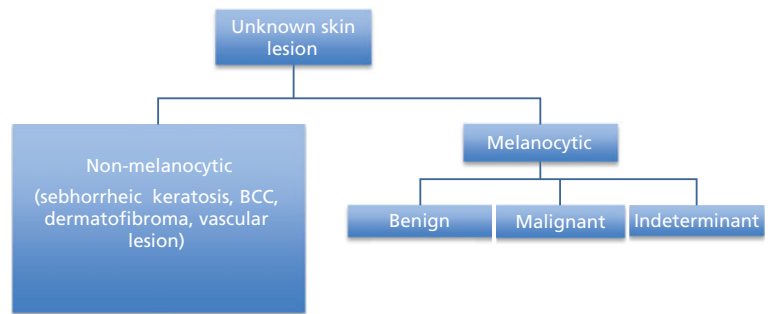 Unknown skin
lesion
Non-melanocytic
(sebhorrheic keratosis, BCC,
dermatofibroma, vascular
lesion)
Melanocytic
Benign
Malignant
Indeterminant